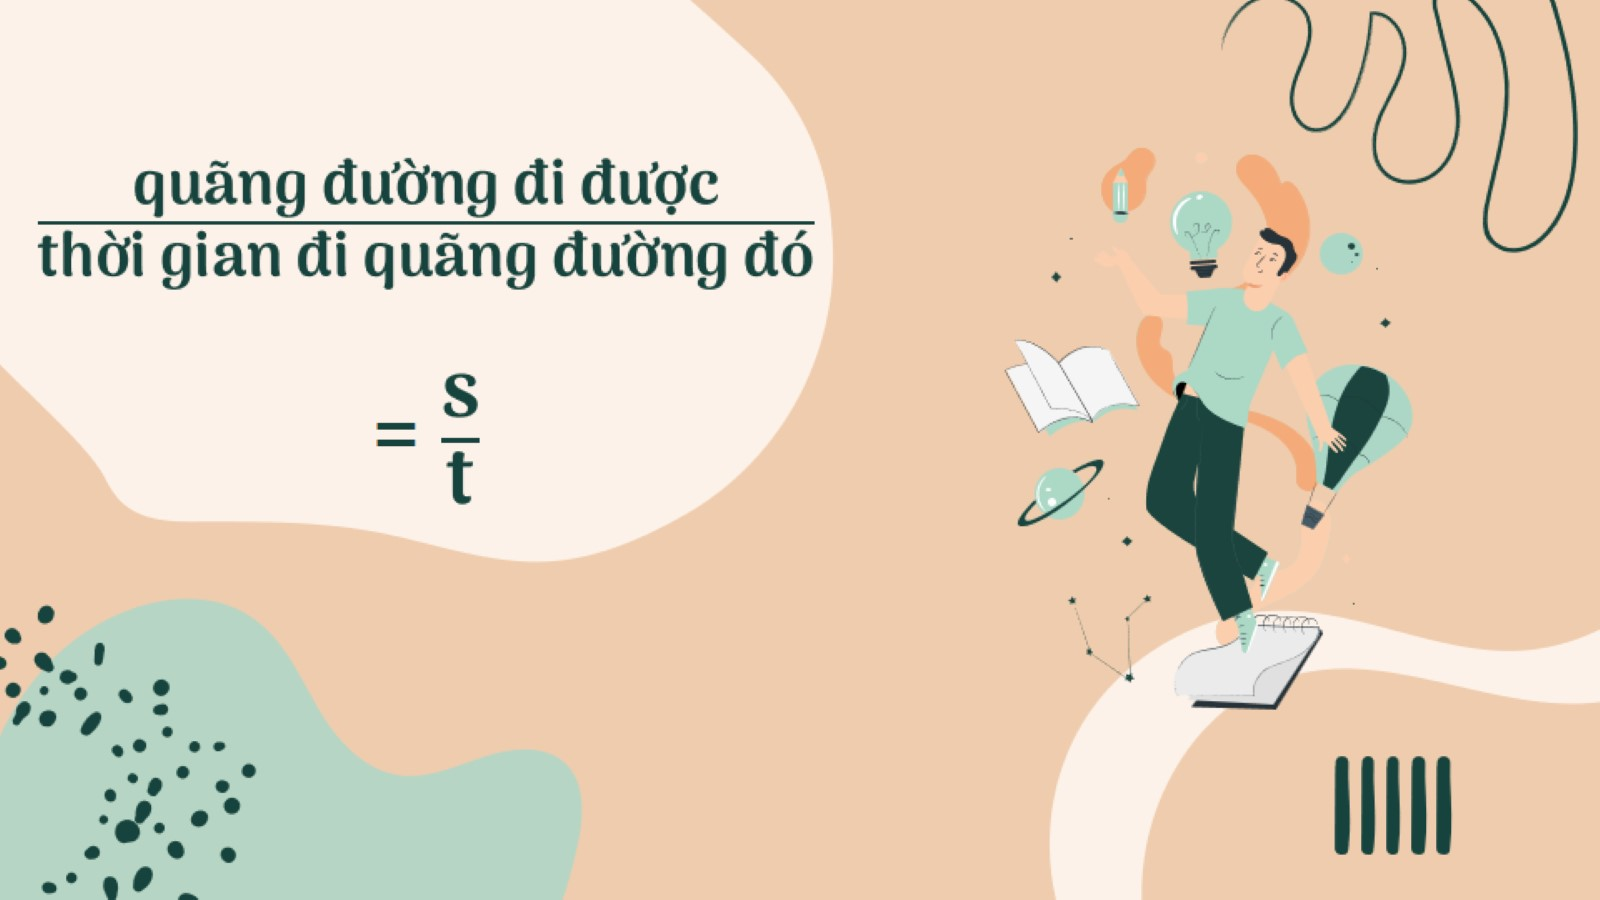 quãng đường đi được
thời gian đi quãng đường đó
= s
t